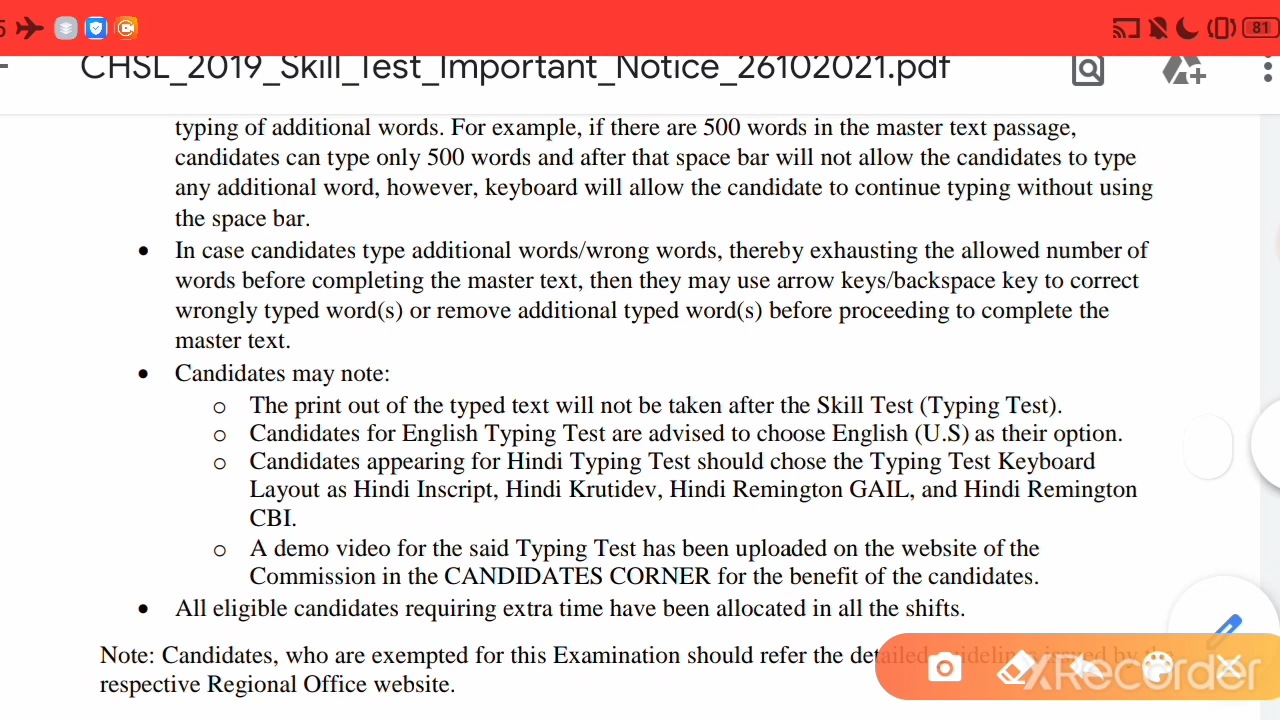 5
81
CHSL_2019_Skill_Test_Important_Notice_26102021.pdf
typing of additional words. For example, if there are 500 words in the master text passage,
candidates can type only 500 words and after that space bar will not allow the candidates to type
any additional word, however, keyboard will allow the candidate to continue typing without using
the space bar.
• In case candidates type additional words/wrong words, thereby exhausting the allowed number of
words before completing the master text, then they may use arrow keys/backspace key to correct
wrongly typed word(s) or remove additional typed word(s) before proceeding to complete the
master text.
• Candidates may note:
o The print out of the typed text will not be taken after the Skill Test (Typing Test).
o Candidates for English Typing Test are advised to choose English (U.S) as their option.
o Candidates appearing for Hindi Typing Test should chose the Typing Test Keyboard
Layout as Hindi Inscript, Hindi Krutidev, Hindi Remington GAIL, and Hindi Remington
CBI.
o A demo video for the said Typing Test has been uploaded on the website of the
Commission in the CANDIDATES CORNER for the benefit of the candidates.
• All eligible candidates requiring extra time have been allocated in all the shifts.
Note: Candidates, who are exempted for this Examination should refer the detailed guidelines issued by the
respective Regional Office website.
XRecorder